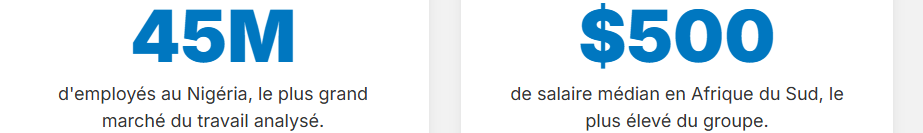 45M
d'employés au Nigéria, le plus grand
marché du travail analysé.
$500
de salaire médian en Afrique du Sud, le
plus élevé du groupe.